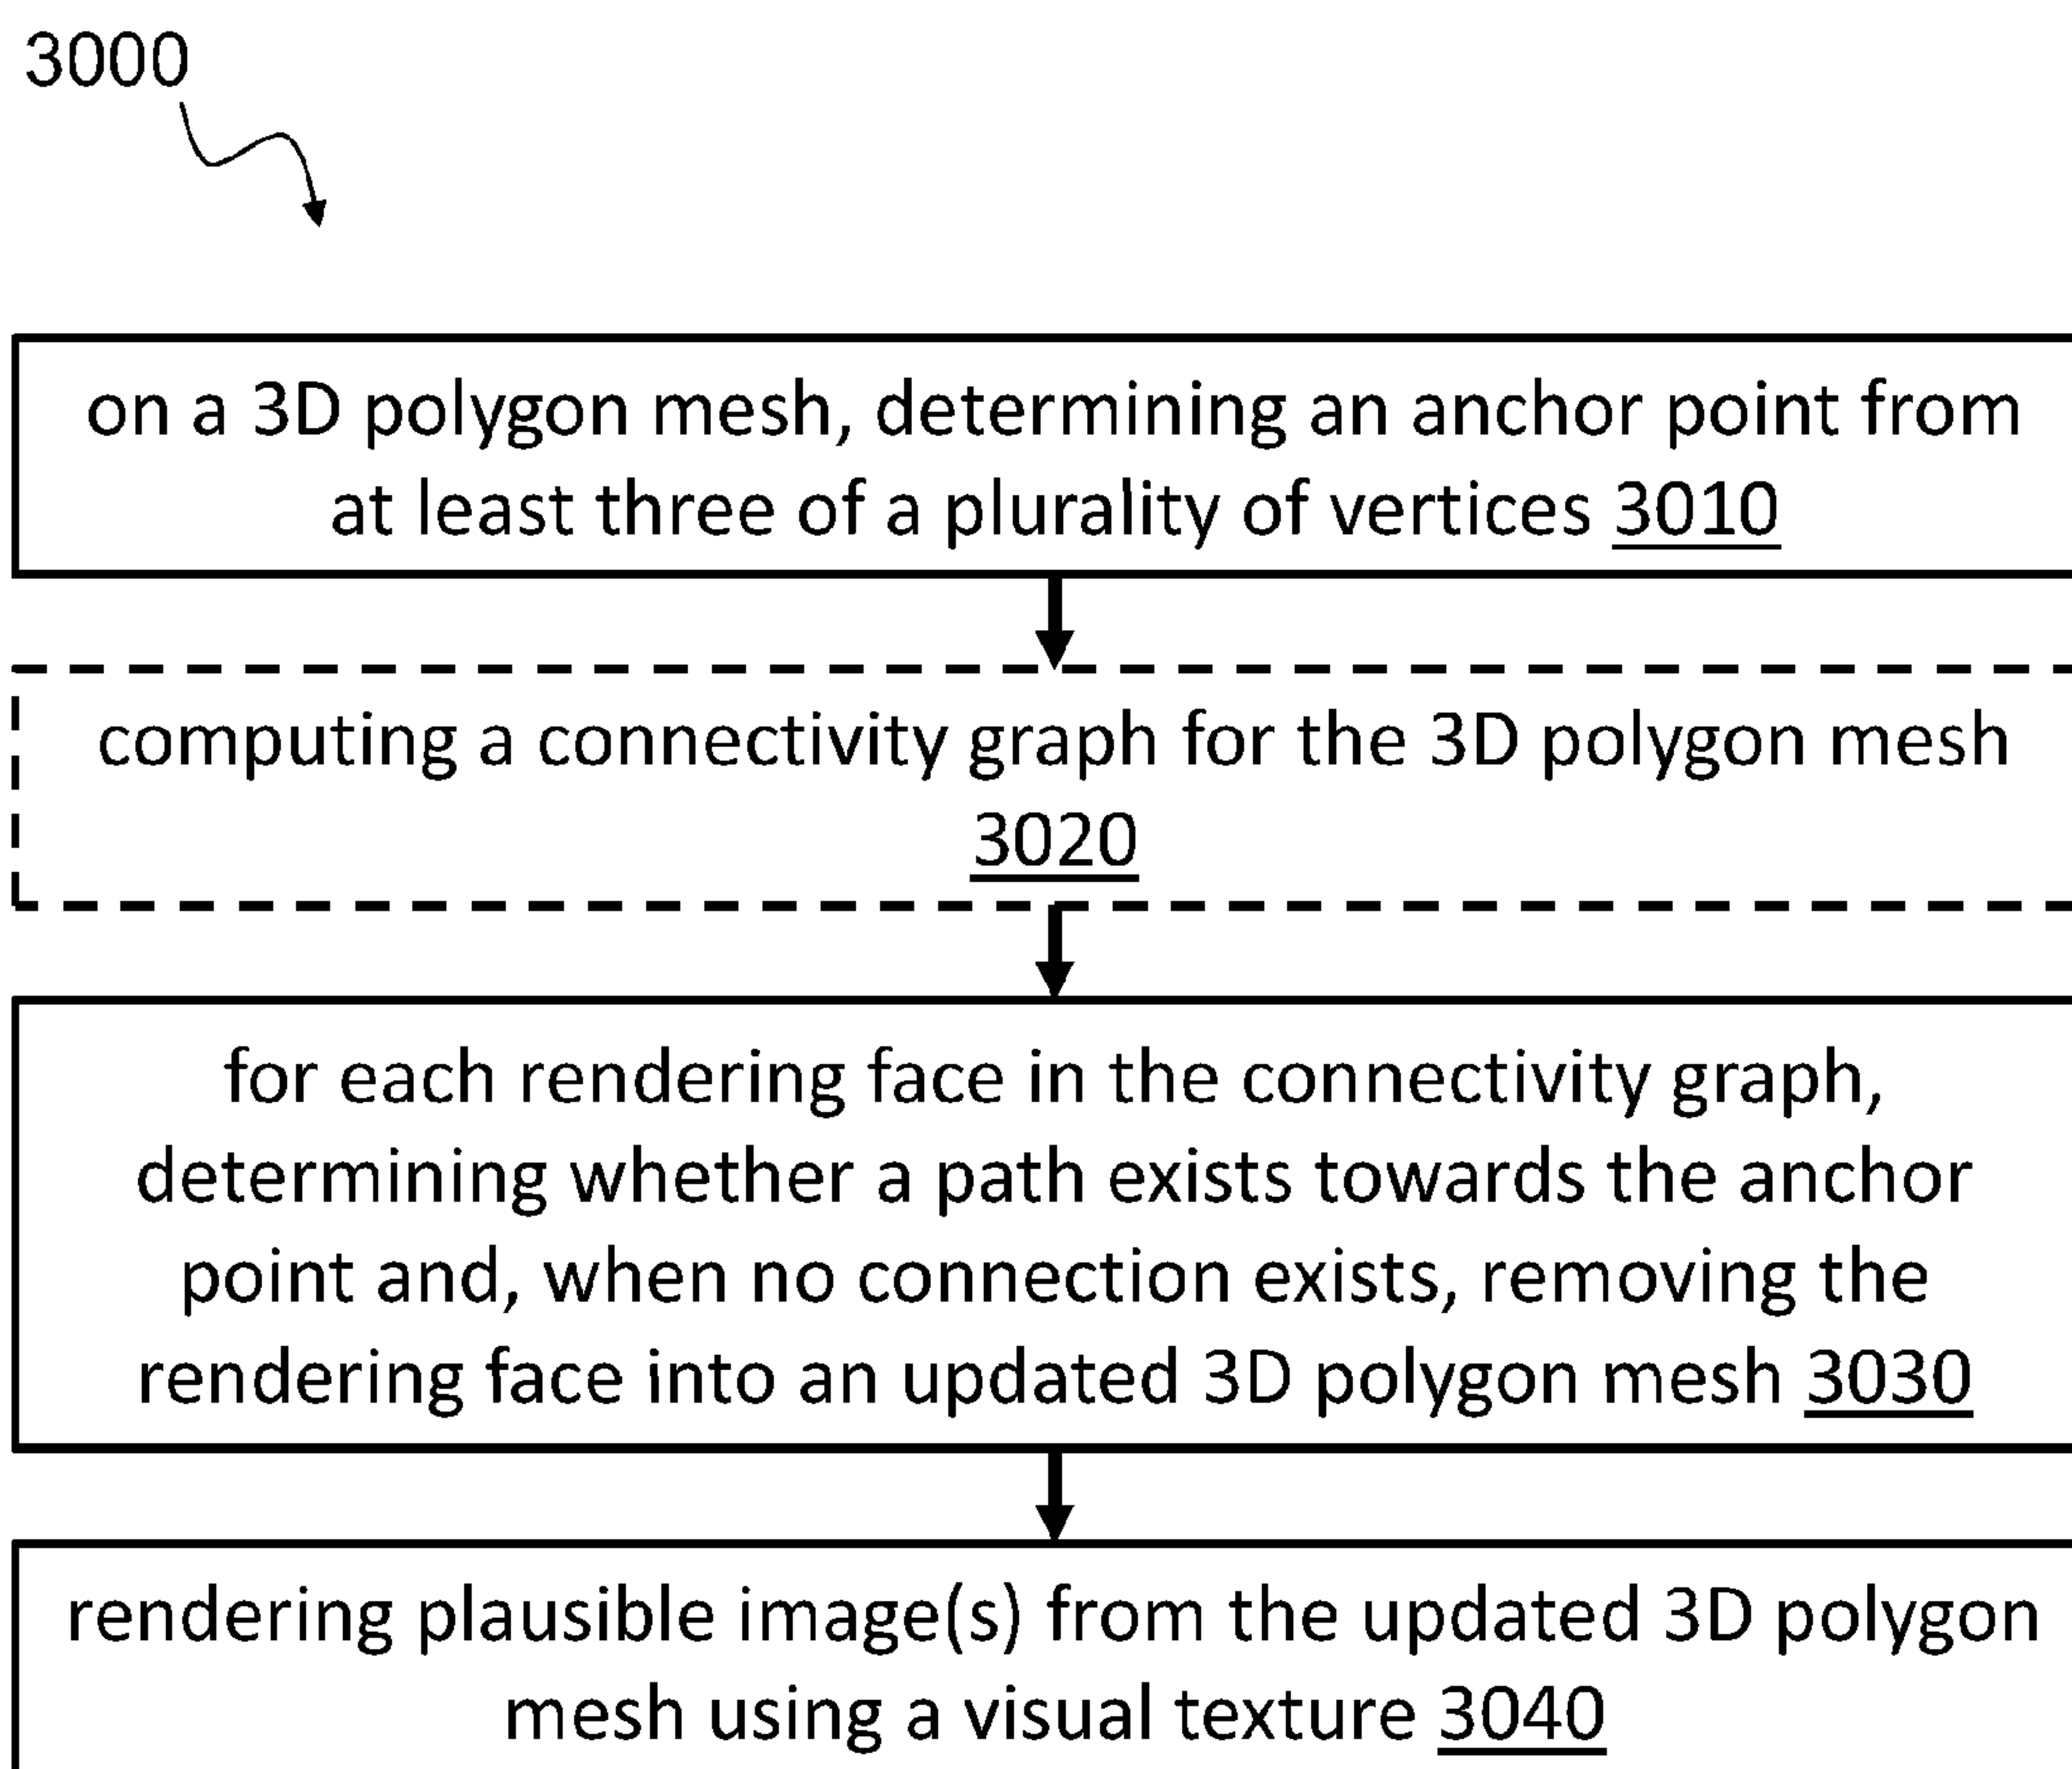 3000
on a 3D polygon mesh, determining an anchor point from
at least three of a plurality of vertices 3010
computing a connectivity graph for the 3D polygon mesh
3020
for each rendering face in the connectivity graph,
determining whether a path exists towards the anchor
point and, when no connection exists, removing the
rendering face into an updated 3D polygon mesh 3030
rendering plausible image(s) from the updated 3D polygon
mesh using a visual texture 3040